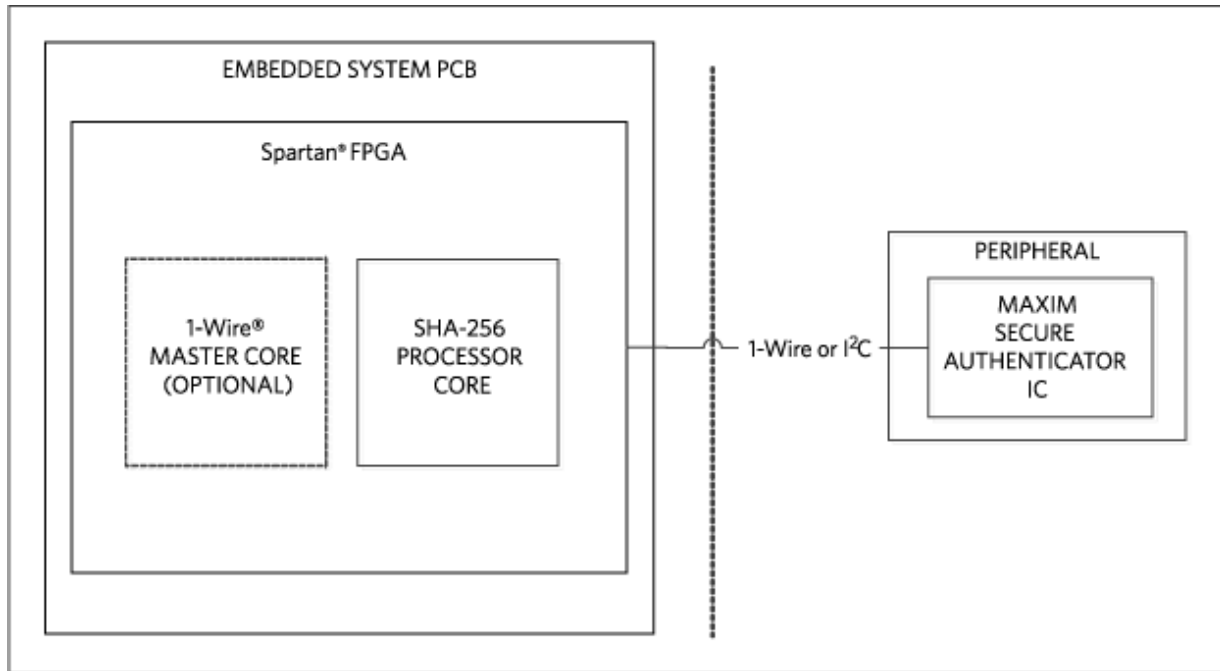 EMBEDDED SYSTEM PCB
Spartan® FPGA
1-Wire®
MASTER CORE
(OPTIONAL)
SHA-256
PROCESSOR
CORE
1-Wire or I²C
PERIPHERAL
MAXIM
SECURE
AUTHENTICATOR
IC